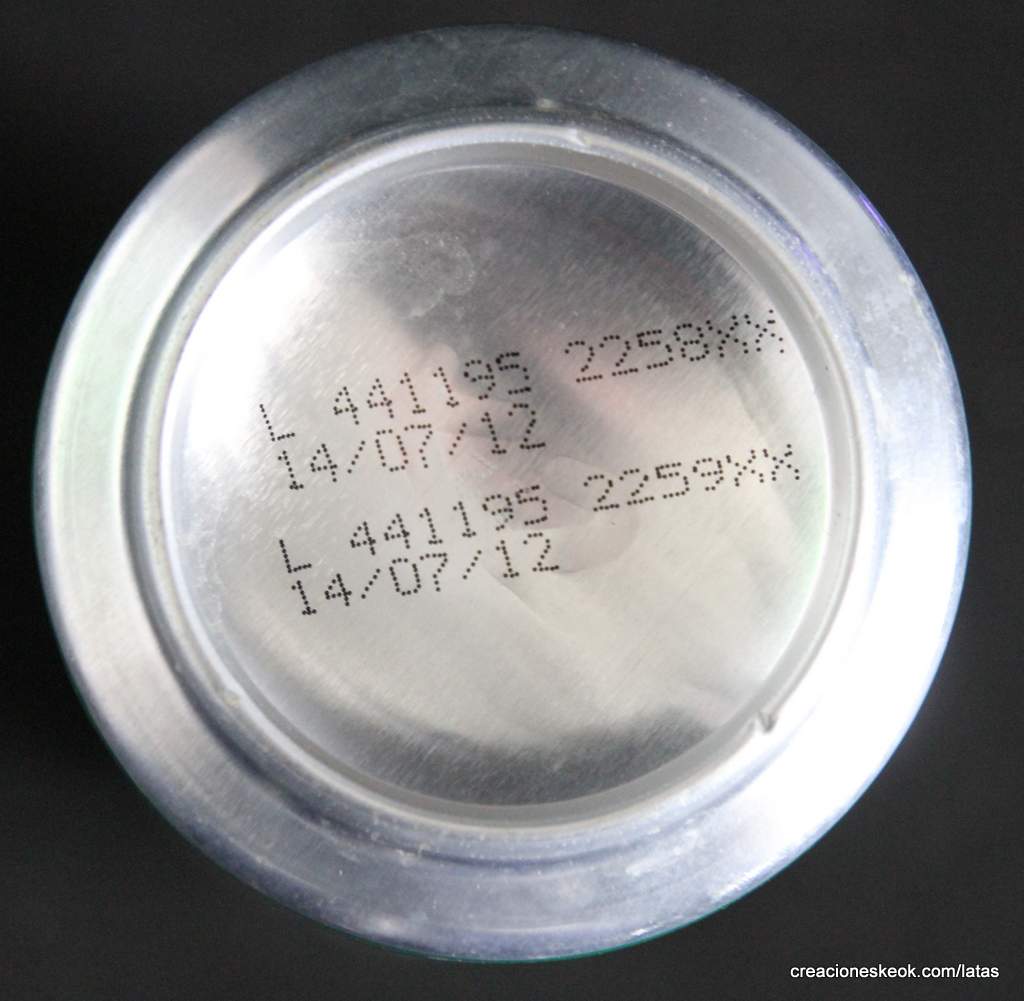 L 441195 2258XX
14/07/12
L 441195 2259XX
14/07/12
creacioneskeok.com/latas